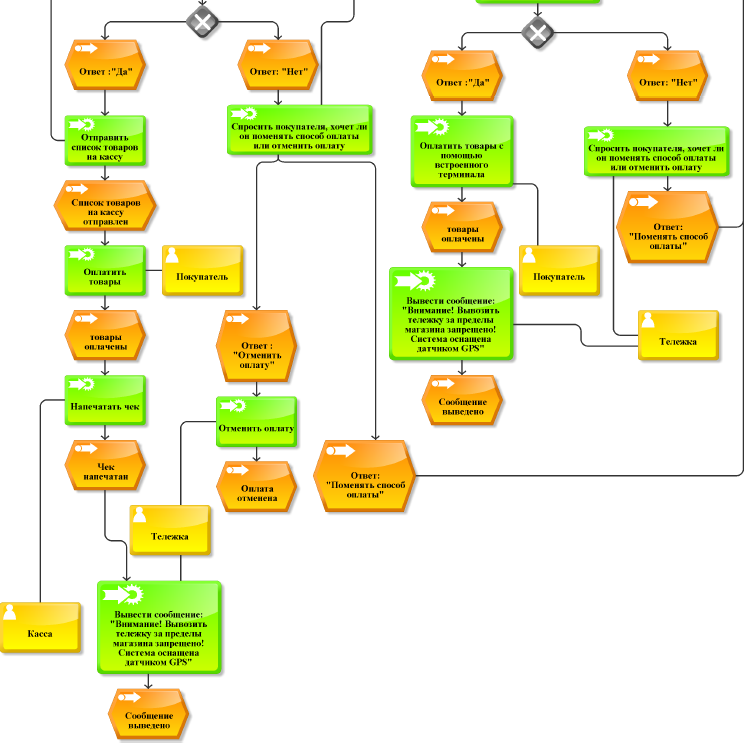 Ответ :"Да"
Ответ: "Нет"
Отправить
список товаров
на кассу
Спросить покупателя, хочет ли
он поменять способ оплаты
или отменить оплату
Список товаров
на кассу
отправлен
Оплатить
товары
Покупатель
товары
оплачены
Ответ :
"Отменить
оплату"
Напечатать чек
Отменить оплату
Чек
напечатан
Оплата
отменена
Ответ:
"Поменять способ
оплаты"
Тележка
Касса
Вывести сообщение:
"Внимание! Вывозить
тележку за пределы
магазина запрещено!
Система оснащена
датчиком GPS"
Сообщение
выведено
Ответ :"Да"
Ответ: "Нет"
Оплатить товары с
помощью
встроенного
терминала
Спросить покупателя, хочет ли
он поменять способ оплаты
или отменить оплату
товары
оплачены
Ответ:
"Поменять способ
оплаты"
Покупатель
Вывести сообщение:
"Внимание! Вывозить
тележку за пределы
магазина запрещено!
Система оснащена
датчиком GPS"
Тележка
Сообщение
выведено